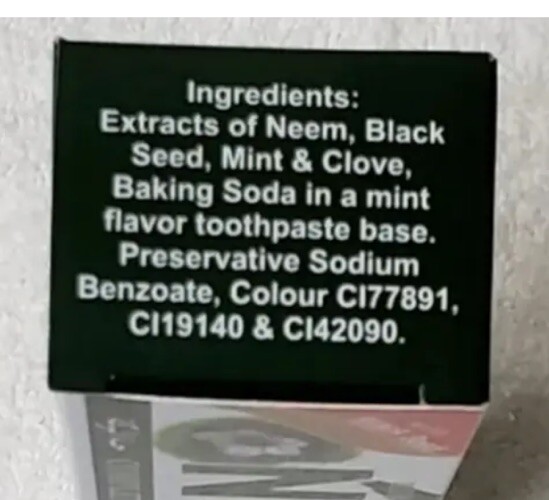 Ingredients:
Extracts of Neem, Black
Seed, Mint & Clove,
Baking Soda in a mint
flavor toothpaste base.
Preservative Sodium
Benzoate, Colour CI77891,
CI19140 & CI42090.